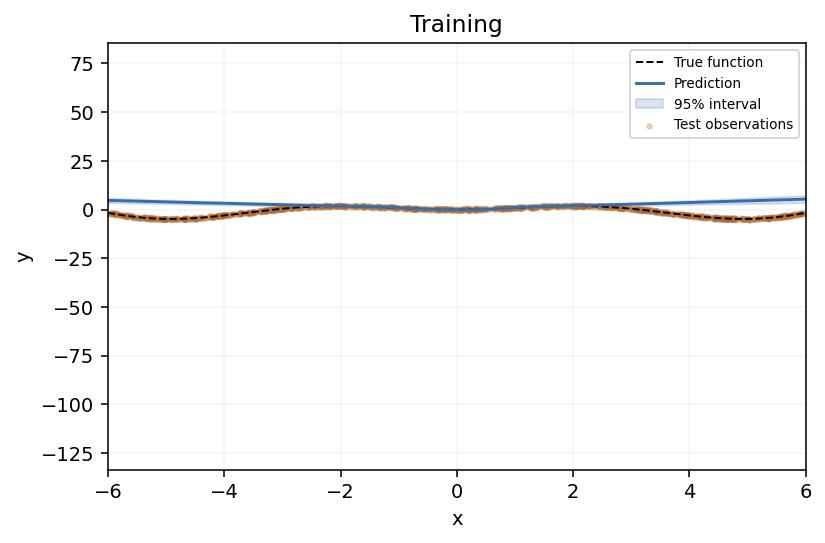 Training
75
50
25
0
−25
−50
−75
−100
−125
y
−6
−4
−2
0
2
4
6
x
True function
Prediction
95% interval
Test observations